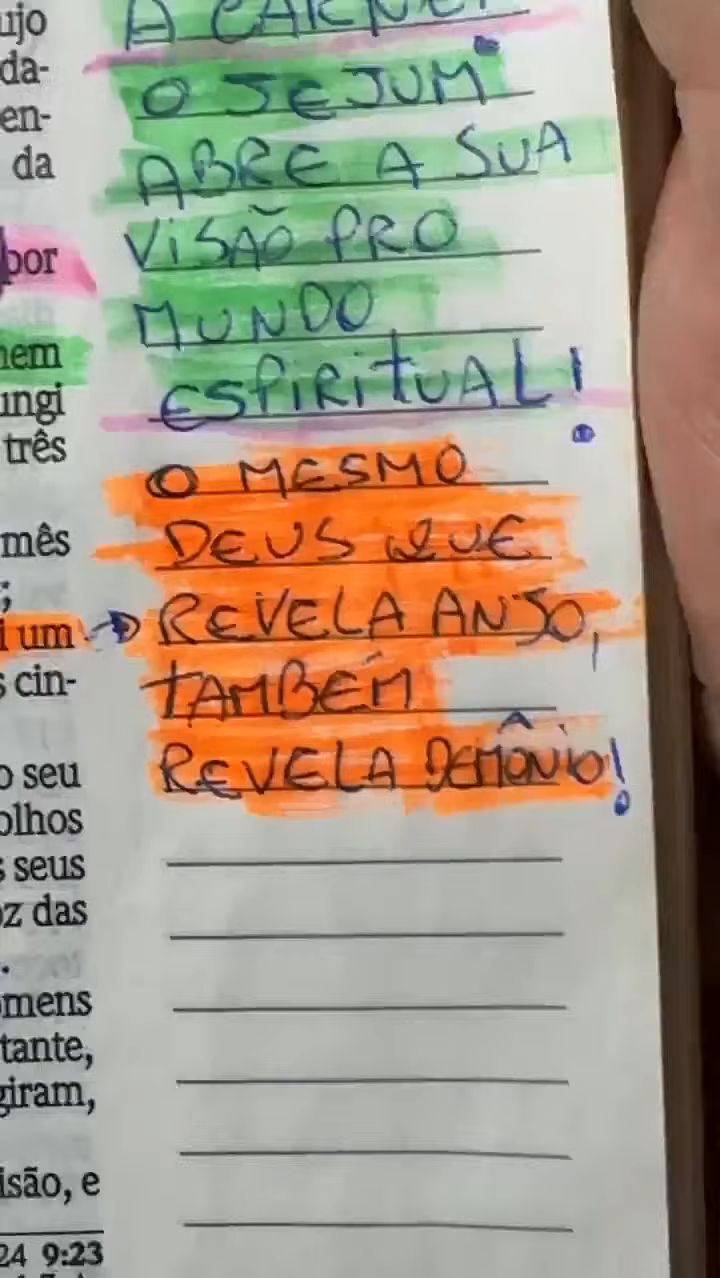 ujo
da-
en-
da
por
nem
ungi
três
mês
;
i um
s cin-
o seu
olhos
s seus
oz das
.
omens
tante,
giram,
isão, e
24 9:23
A CARNE!
O JEJUM
ABRE A SUA
VISÃO PRO
MUNDO
ESPIRITUAL!
O MESMO
DEUS QUE
REVELA ANJO,
TAMBÉM
REVELA DEMÔNIO!